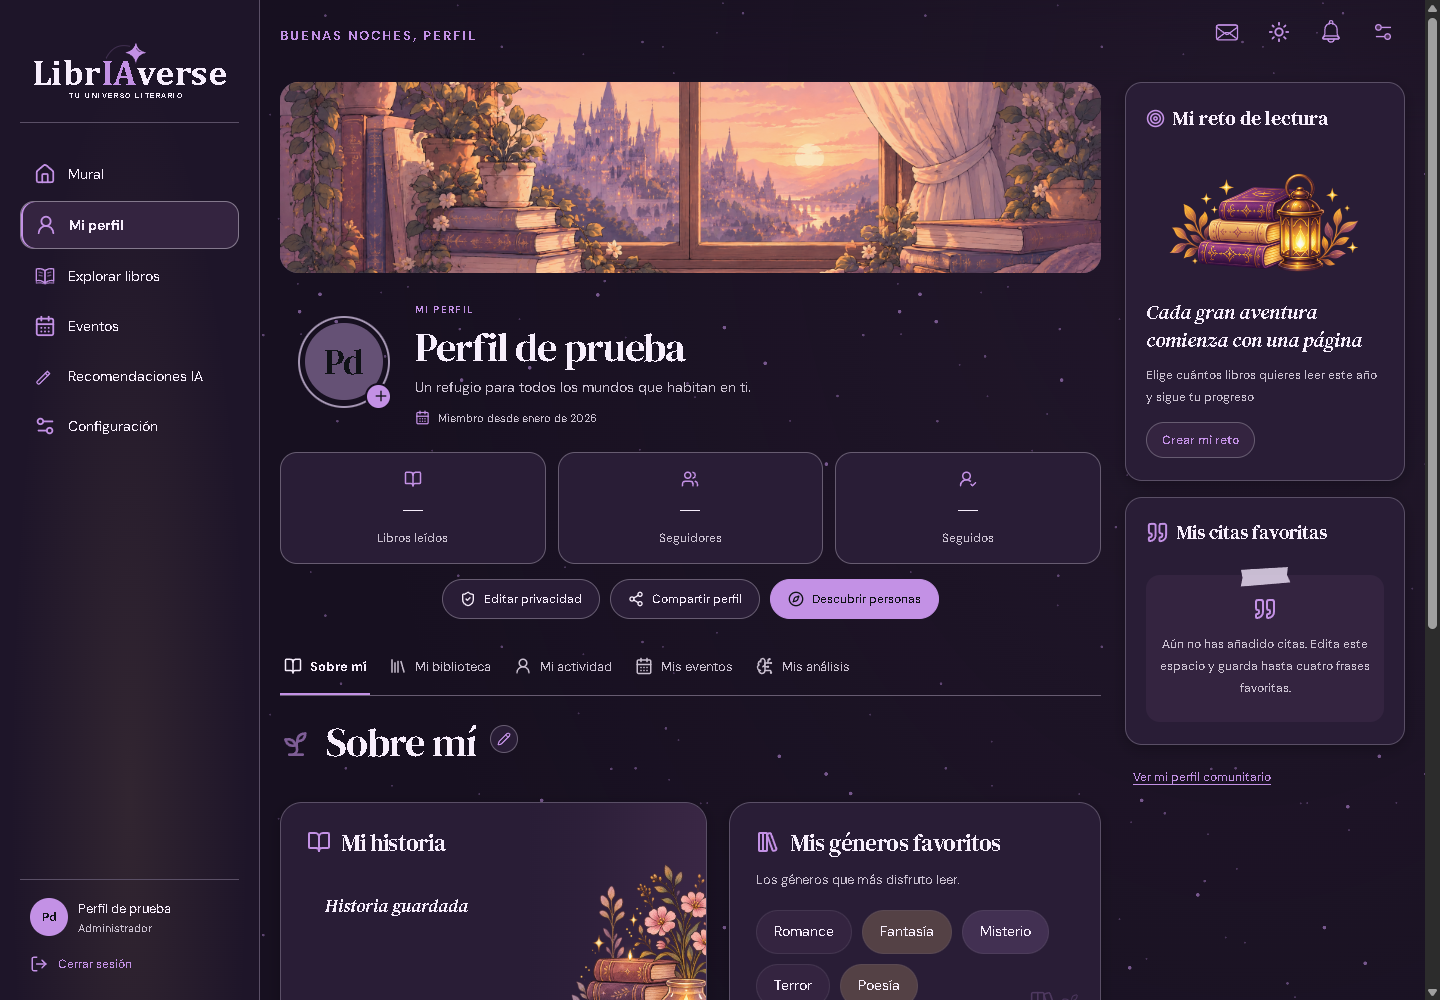 LibrIAverse
TU UNIVERSO LITERARIO
Mural
Mi perfil
Explorar libros
Eventos
Recomendaciones IA
Configuración
Pd
Perfil de prueba
Administrador
Cerrar sesión
BUENAS NOCHES, PERFIL
MI PERFIL
Pd
Perfil de prueba
Un refugio para todos los mundos que habitan en ti.
Miembro desde enero de 2026
—
Libros leídos
—
Seguidores
—
Seguidos
Editar privacidad
Compartir perfil
Descubrir personas
Sobre mí
Mi biblioteca
Mi actividad
Mis eventos
Mis análisis
Sobre mí
Mi historia
Historia guardada
Mis géneros favoritos
Los géneros que más disfruto leer.
Romance
Fantasía
Misterio
Terror
Poesía
Mi reto de lectura
Cada gran aventura
comienza con una página
Elige cuántos libros quieres leer este año
y sigue tu progreso
Crear mi reto
Mis citas favoritas
Aún no has añadido citas. Edita este
espacio y guarda hasta cuatro frases
favoritas.
Ver mi perfil comunitario